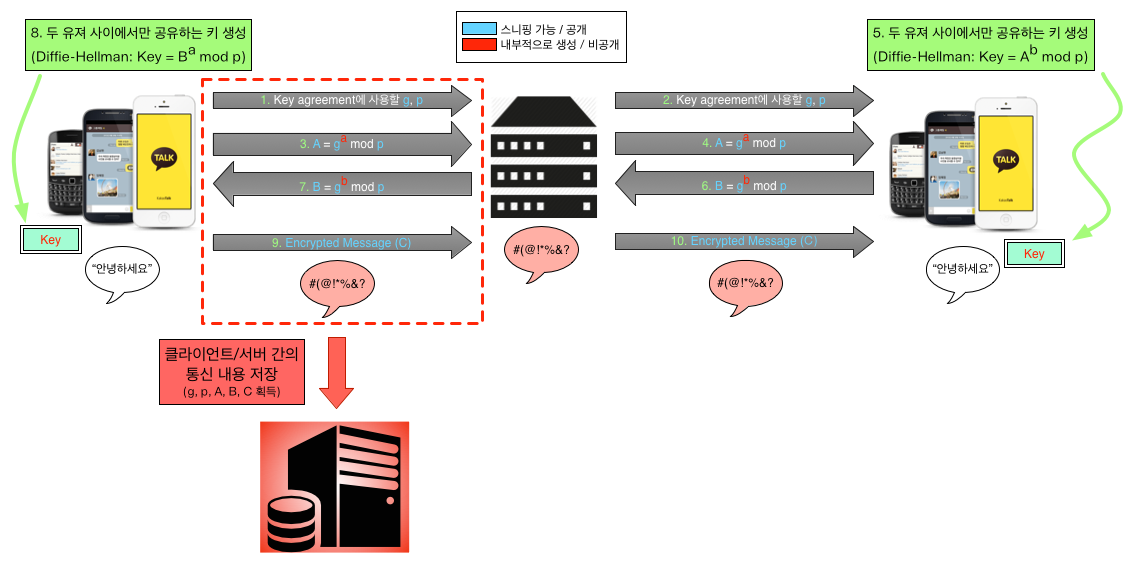 8. 두 유져 사이에서만 공유하는 키 생성
(Diffie-Hellman: Key = B^a mod p)
스니핑 가능 / 공개
내부적으로 생성 / 비공개
5. 두 유져 사이에서만 공유하는 키 생성
(Diffie-Hellman: Key = A^b mod p)
1. Key agreement에 사용할 g, p
2. Key agreement에 사용할 g, p
3. A = g^a mod p
4. A = g^a mod p
7. B = g^b mod p
6. B = g^b mod p
9. Encrypted Message (C)
10. Encrypted Message (C)
TALK
TALK
Key
Key
“안녕하세요”
#(@!*%&?
#(@!*%&?
#(@!*%&?
“안녕하세요”
클라이언트/서버 간의
통신 내용 저장
(g, p, A, B, C 획득)